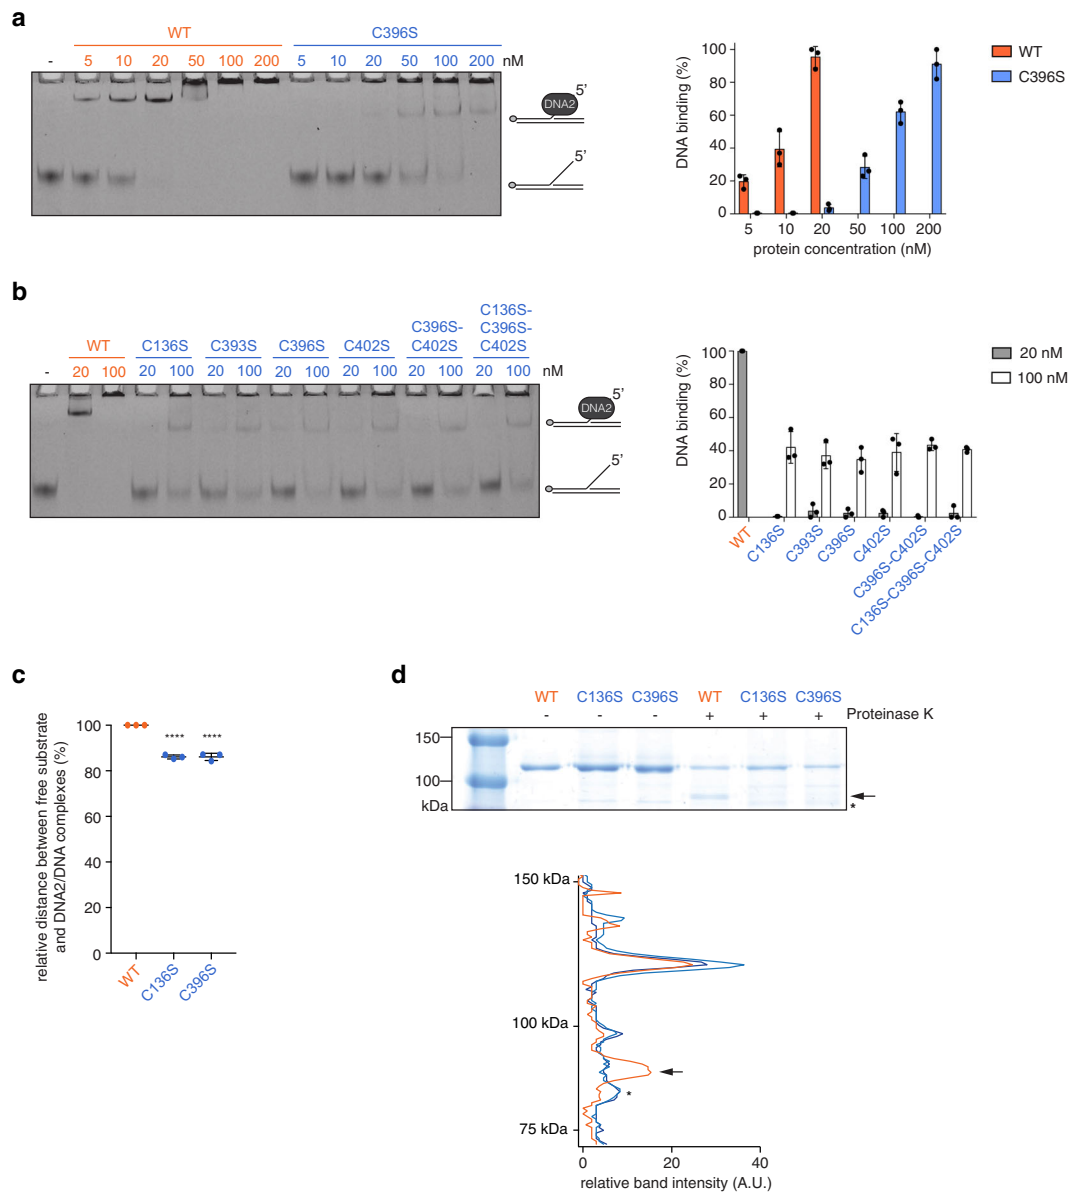 a
WT
C396S
- 5 10 20 50 100 200 5 10 20 50 100 200 nM
5’
DNA2
5’
DNA binding (%)
100
80
60
40
20
0
5 10 20 50 100 200
protein concentration (nM)
WT
C396S
b
WT C136S C393S C396S C402S C396S-C402S C136S-C396S-C402S
- 20 100 20 100 20 100 20 100 20 100 20 100 20 100 nM
5’
DNA2
5’
DNA binding (%)
100
80
60
40
20
0
WT C136S C393S C396S C402S C396S-C402S C136S-C396S-C402S
20 nM
100 nM
c
relative distance between free substrate
and DNA2/DNA complexes (%)
100
80
60
40
20
0
**** ****
WT C136S C396S
d
WT C136S C396S WT C136S C396S
- - - + + + Proteinase K
150
100
kDa
*
150 kDa
100 kDa
75 kDa
*
0 20 40
relative band intensity (A.U.)